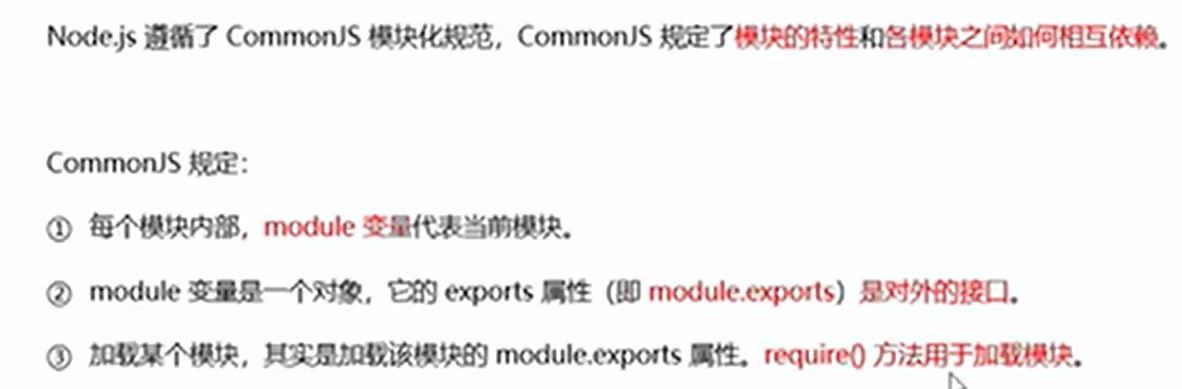 Node.js 遵循了 CommonJS 模块化规范，CommonJS 规定了模块的特性和各模块之间如何相互依赖。
CommonJS 规定：
① 每个模块内部，module 变量代表当前模块。
② module 变量是一个对象，它的 exports 属性（即 module.exports）是对外的接口。
③ 加载某个模块，其实是加载该模块的 module.exports 属性。require() 方法用于加载模块。